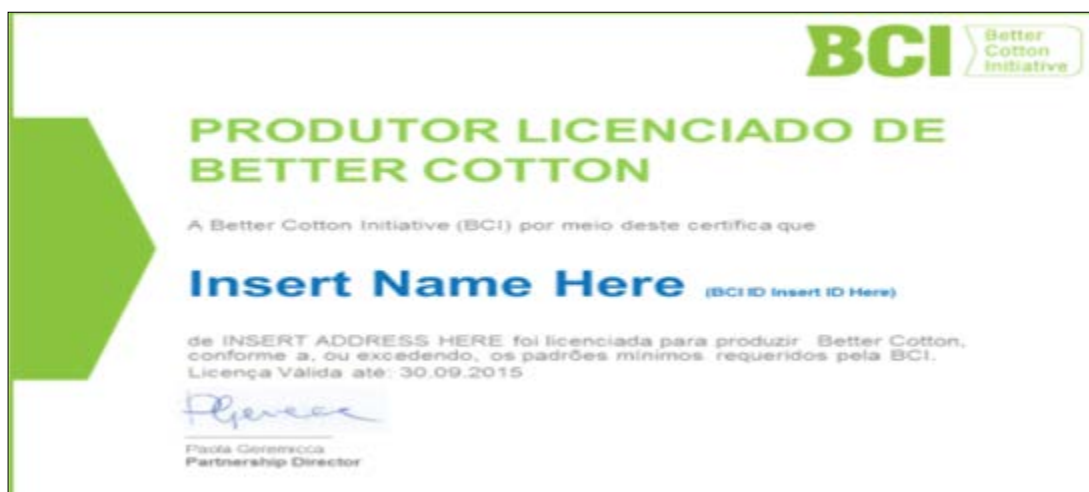 BCI Better
Cotton
Initiative
PRODUTOR LICENCIADO DE
BETTER COTTON
A Better Cotton Initiative (BCI) por meio deste certifica que
Insert Name Here (BCI ID Insert ID Here)
de INSERT ADDRESS HERE foi licenciada para produzir Better Cotton,
conforme a, ou excedendo, os padrões mínimos requeridos pela BCI.
Licença Válida até: 30.09.2015
Paola Geremicca
Partnership Director